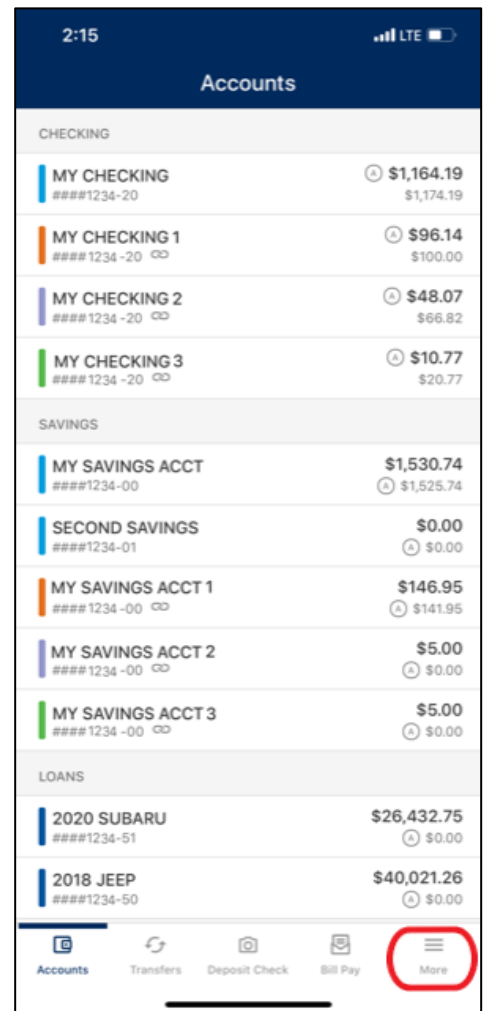 2:15 LTE
Accounts
CHECKING
MY CHECKING Ⓐ $1,164.19
####1234-20 $1,174.19
MY CHECKING 1 Ⓐ $96.14
####1234-20 $100.00
MY CHECKING 2 Ⓐ $48.07
####1234-20 $66.82
MY CHECKING 3 Ⓐ $10.77
####1234-20 $20.77
SAVINGS
MY SAVINGS ACCT $1,530.74
####1234-00 Ⓐ $1,525.74
SECOND SAVINGS $0.00
####1234-01 Ⓐ $0.00
MY SAVINGS ACCT 1 $146.95
####1234-00 Ⓐ $141.95
MY SAVINGS ACCT 2 $5.00
####1234-00 Ⓐ $0.00
MY SAVINGS ACCT 3 $5.00
####1234-00 Ⓐ $0.00
LOANS
2020 SUBARU $26,432.75
####1234-51 Ⓐ $0.00
2018 JEEP $40,021.26
####1234-50 Ⓐ $0.00
Accounts Transfers Deposit Check Bill Pay More